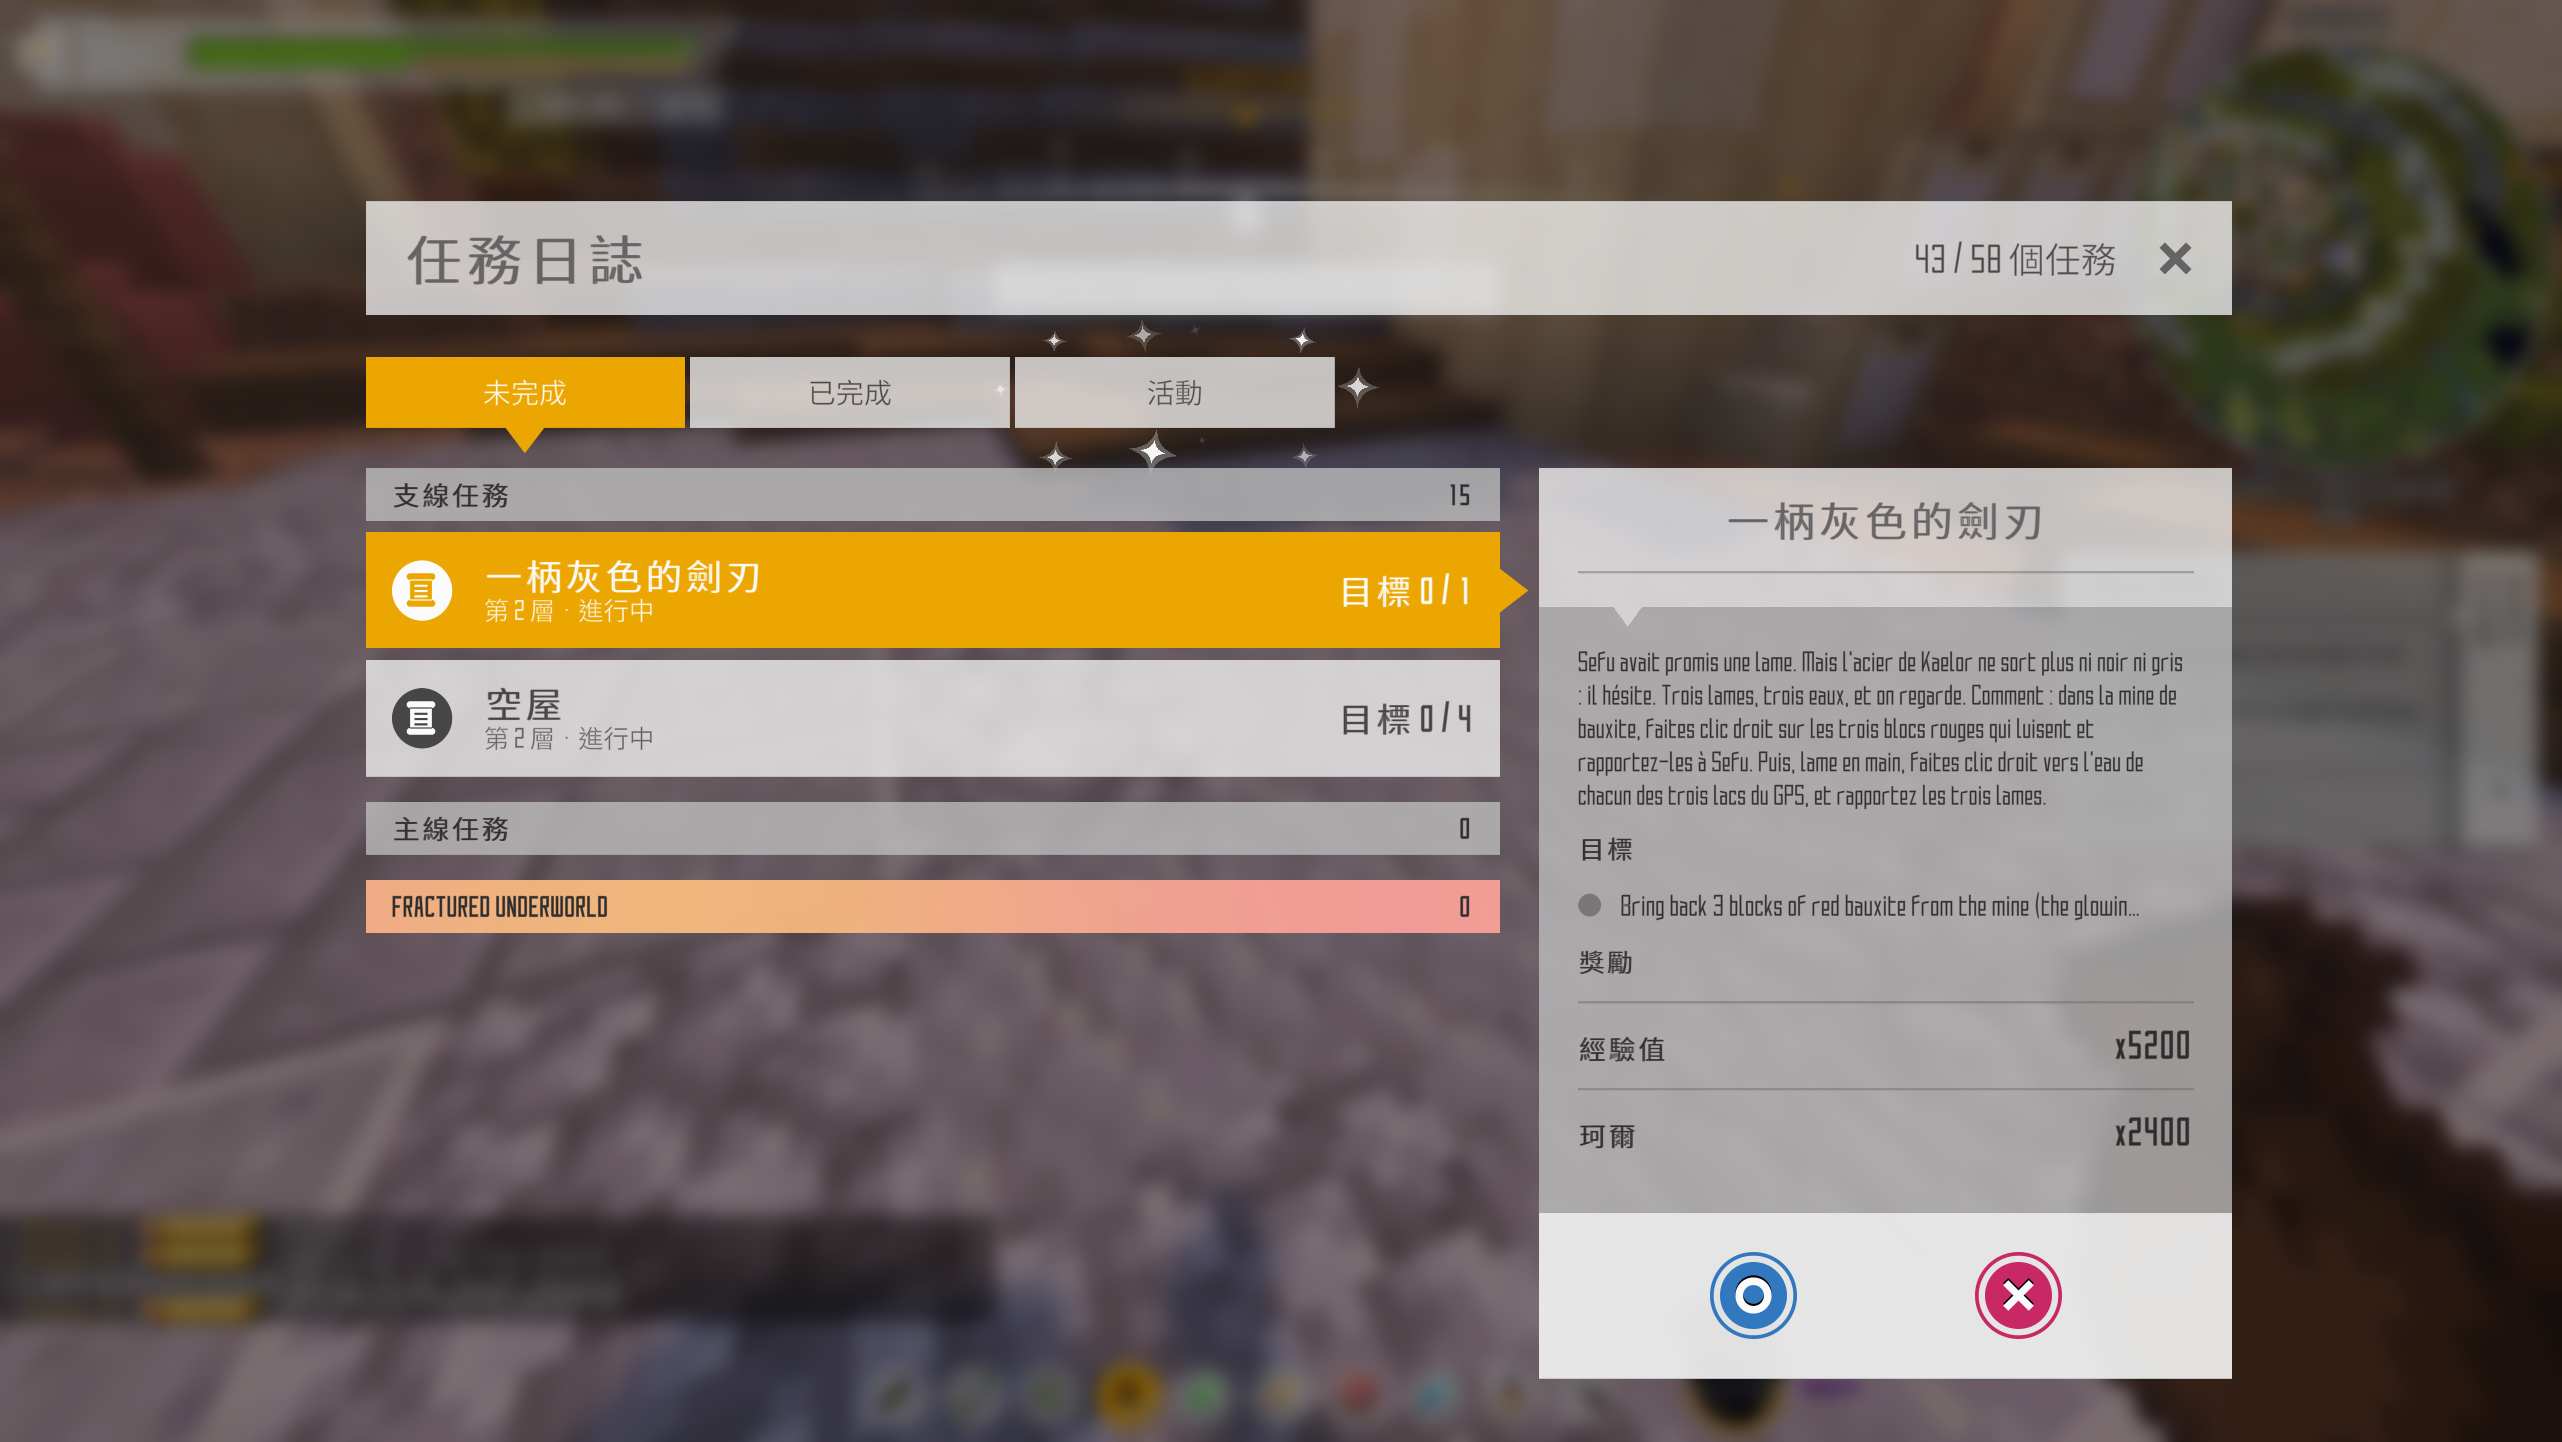 任務日誌
43 / 58 個任務
未完成
已完成
活動
支線任務
15
一柄灰色的劍刃
第 2 層 · 進行中
目標 0 / 1
空屋
第 2 層 · 進行中
目標 0 / 4
主線任務
0
FRACTURED UNDERWORLD
0
一柄灰色的劍刃
SeFu avait promis une lame. Mais l'acier de Kaelor ne sort plus ni noir ni gris
: il hésite. Trois lames, trois eaux, et on regarde. Comment : dans la mine de
bauxite, faites clic droit sur les trois blocs rouges qui luisent et
rapportez-les à SeFu. Puis, lame en main, faites clic droit vers l'eau de
chacun des trois lacs du GPS, et rapportez les trois lames.
目標
Bring back 3 blocks of red bauxite from the mine (the glowin...
獎勵
經驗值
x5200
珂爾
x2400